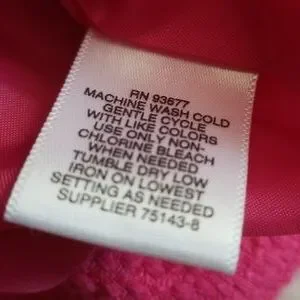 RN 93677
MACHINE WASH COLD
GENTLE CYCLE
WITH LIKE COLORS
USE ONLY NON-
CHLORINE BLEACH
WHEN NEEDED
TUMBLE DRY LOW
IRON ON LOWEST
SETTING AS NEEDED
SUPPLIER 75143-8